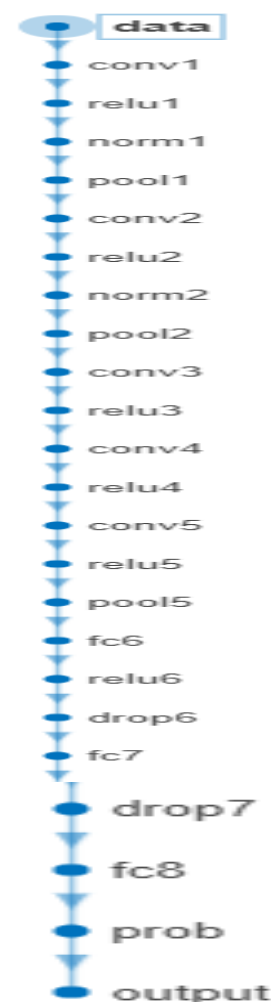 data
conv1
relu1
norm1
pool1
conv2
relu2
norm2
pool2
conv3
relu3
conv4
relu4
conv5
relu5
pool5
fc6
relu6
drop6
fc7
drop7
fc8
prob
output